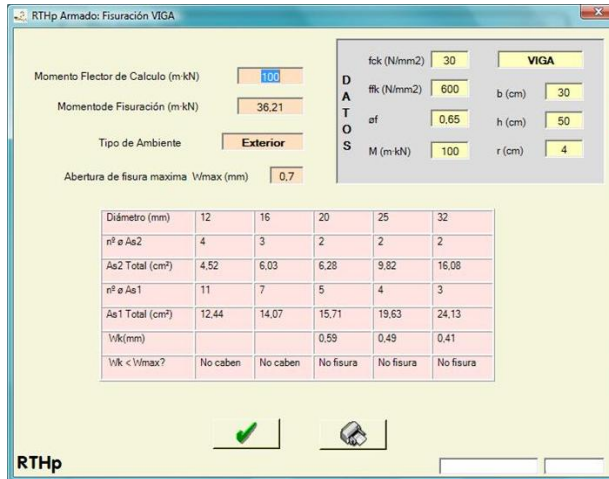 RTHp Armado: Fisuración VIGA
Momento Flector de Calculo (m·kN) 100
Momentode Fisuración (m·kN) 36,21
Tipo de Ambiente Exterior
Abertura de fisura maxima Wmax (mm) 0,7
DATOS
fck (N/mm2) 30 VIGA
ffk (N/mm2) 600 b (cm) 30
øf 0,65 h (cm) 50
M (m·kN) 100 r (cm) 4
Diámetro (mm) 12 16 20 25 32
nº ø As2 4 3 2 2 2
As2 Total (cm²) 4,52 6,03 6,28 9,82 16,08
nº ø As1 11 7 5 4 3
As1 Total (cm²) 12,44 14,07 15,71 19,63 24,13
Wk(mm) 0,59 0,49 0,41
Wk < Wmax? No caben No caben No fisura No fisura No fisura
RTHp